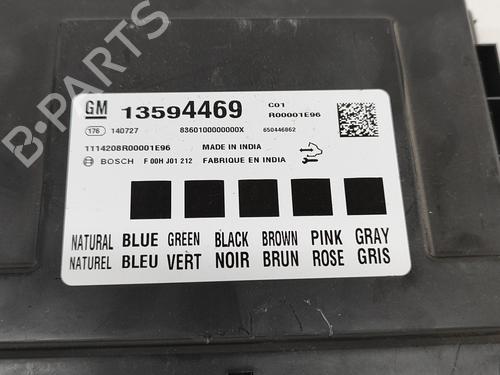 GM 13594469 C01
R00001E96
176 140727 8360100000000X 650446862
1114208R00001E96 MADE IN INDIA
BOSCH F 00H J01 212 FABRIQUE EN INDIA
NATURAL BLUE GREEN BLACK BROWN PINK GRAY
NATUREL BLEU VERT NOIR BRUN ROSE GRIS
B-PARTS